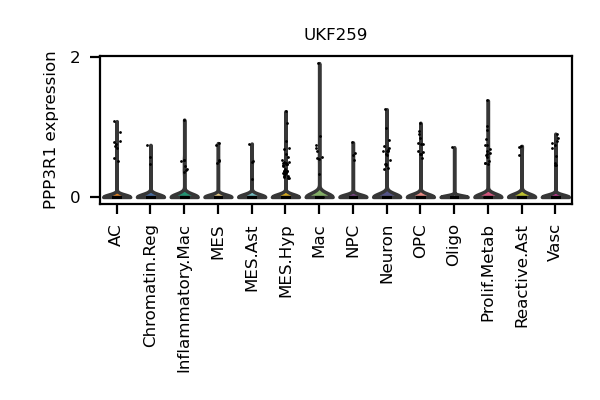 UKF259
PPP3R1 expression
2
0
AC
Chromatin.Reg
Inflammatory.Mac
MES
MES.Ast
MES.Hyp
Mac
NPC
Neuron
OPC
Oligo
Prolif.Metab
Reactive.Ast
Vasc